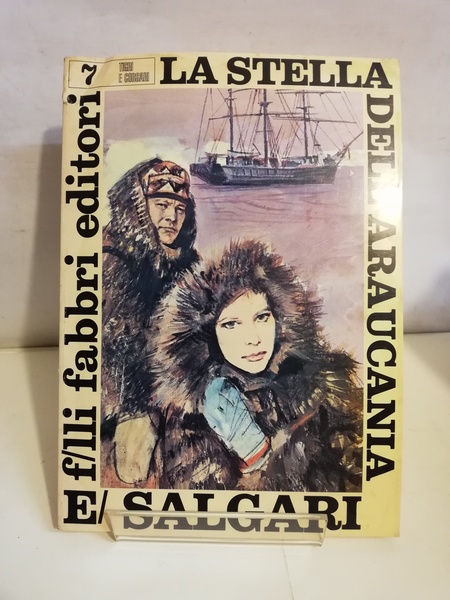 7
TIGRI
E CORSARI
LA STELLA
DELL'ARAUCANIA
f/lli fabbri editori
E/ SALGARI